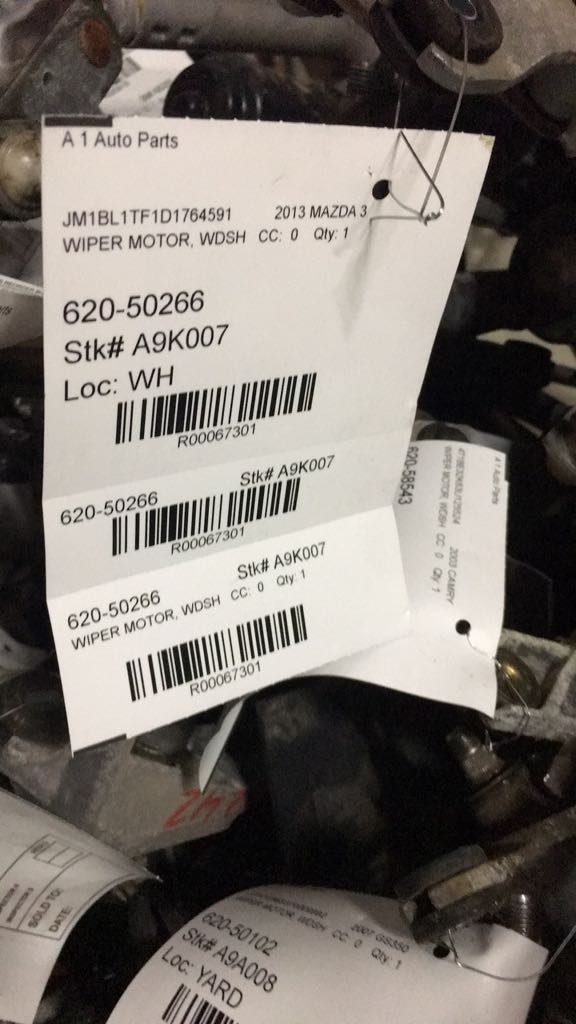 A 1 Auto Parts
JM1BL1TF1D1764591 2013 MAZDA 3
WIPER MOTOR, WDSH CC: 0 Qty: 1
620-50266
Stk# A9K007
Loc: WH
R00067301
620-50266 Stk# A9K007
R00067301
620-50266 Stk# A9K007
WIPER MOTOR, WDSH CC: 0 Qty: 1
R00067301
A 1 Auto Parts
2003 CAMRY
WIPER MOTOR, WDSH CC: 0 Qty: 1
620-58543
SOLD TO:
DATE:
2007 GS350
WIPER MOTOR, WDSH CC: 0 Qty: 1
620-50102
Stk# A9A008
Loc: YARD